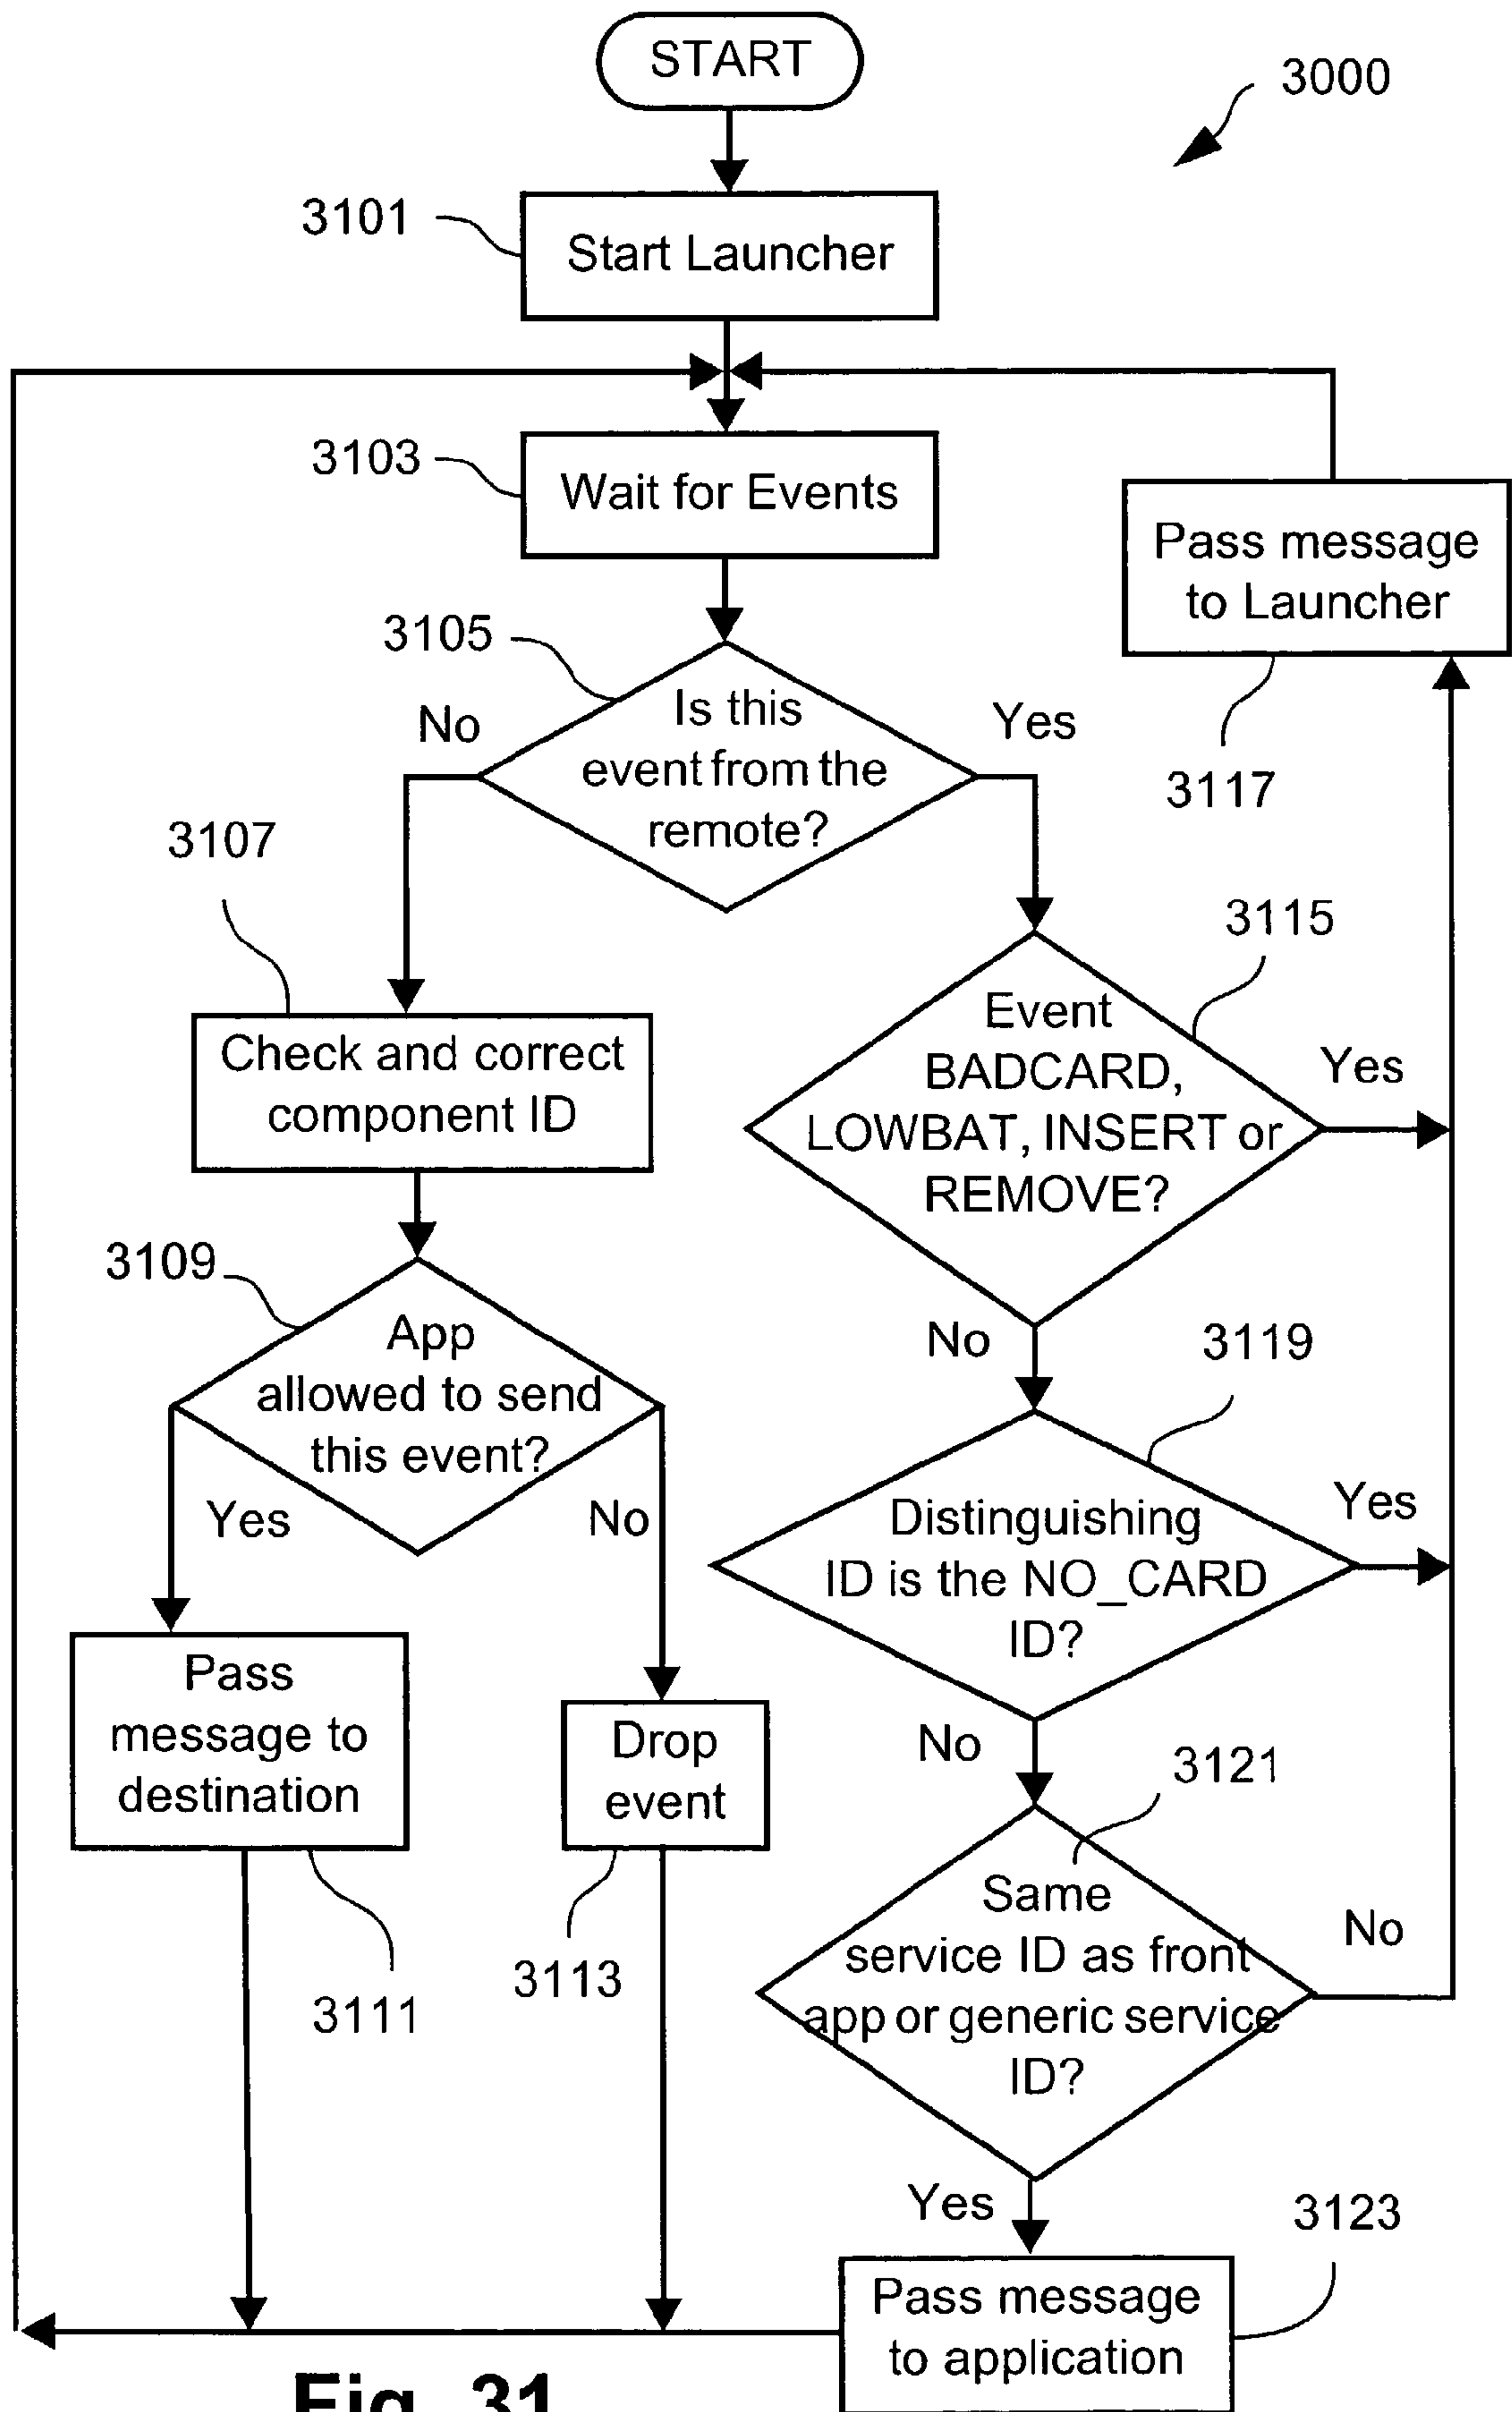 START
3000
3101
Start Launcher
3103
Wait for Events
Pass message
to Launcher
3117
3105
No
Is this
event from the
remote?
Yes
3107
Check and correct
component ID
3115
Event
BADCARD,
LOWBAT, INSERT or
REMOVE?
Yes
No
3109
App
allowed to send
this event?
Yes
No
3119
Distinguishing
ID is the NO_CARD
ID?
Yes
No
Pass
message to
destination
3111
Drop
event
3113
3121
Same
service ID as front
app or generic service
ID?
No
Yes
3123
Pass message
to application
Fig. 31